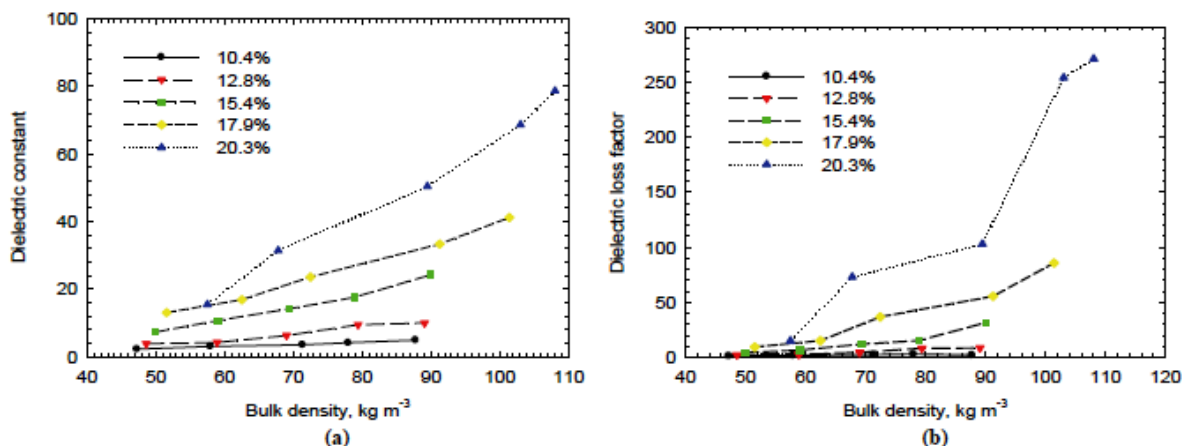 100
80
60
40
20
0
Dielectric constant
10.4%
12.8%
15.4%
17.9%
20.3%
40 50 60 70 80 90 100 110
Bulk density, kg m-3
(a)
300
250
200
150
100
50
0
Dielectric loss factor
10.4%
12.8%
15.4%
17.9%
20.3%
40 50 60 70 80 90 100 110 120
Bulk density, kg m-3
(b)